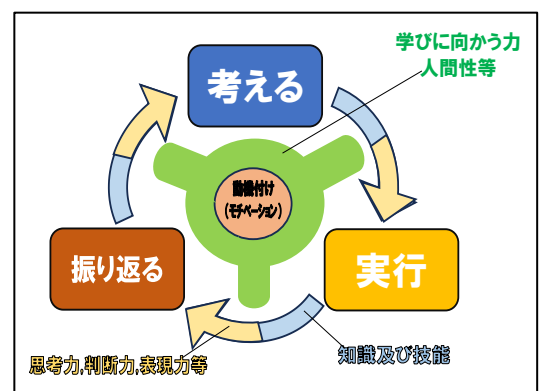 学びに向かう力
人間性等
考える
動機付け
(モチベーション)
振り返る
実行
思考力,判断力,表現力等
知識及び技能